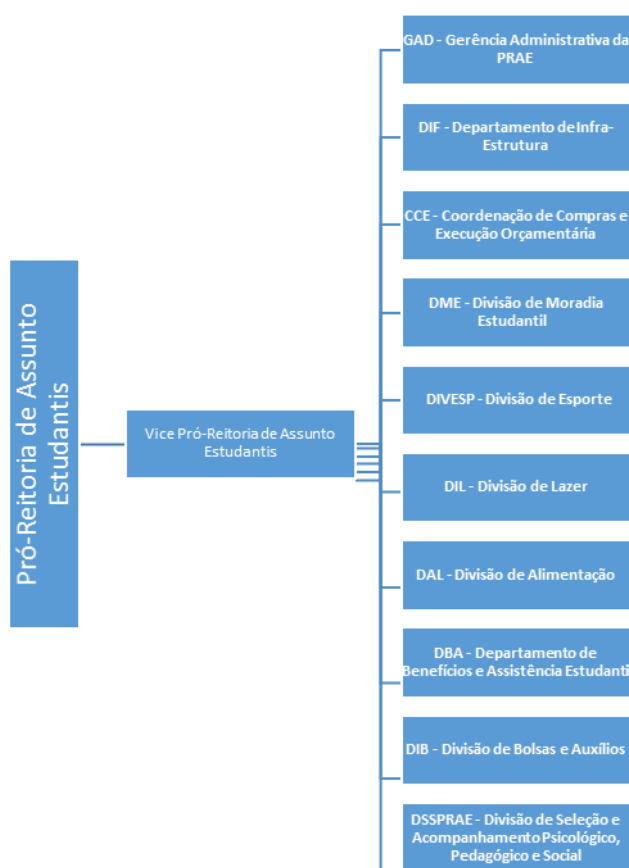 Pró-Reitoria de Assunto
Estudantis
Vice Pró-Reitoria de Assunto
Estudantis
GAD - Gerência Administrativa da
PRAE
DIF - Departamento de Infra-
Estrutura
CCE - Coordenação de Compras e
Execução Orçamentária
DME - Divisão de Moradia
Estudantil
DIVESP - Divisão de Esporte
DIL - Divisão de Lazer
DAL - Divisão de Alimentação
DBA - Departamento de
Benefícios e Assistência Estudanti
DIB - Divisão de Bolsas e Auxílios
DSSPRAE - Divisão de Seleção e
Acompanhamento Psicológico,
Pedagógico e Social